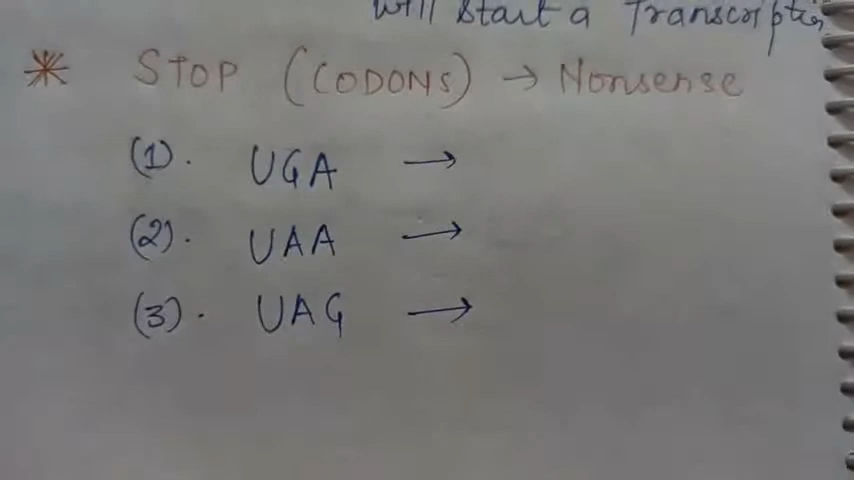 will start a Transcription
* STOP (CODONS) → Nonsense
(1). UGA →
(2). UAA →
(3). UAG →